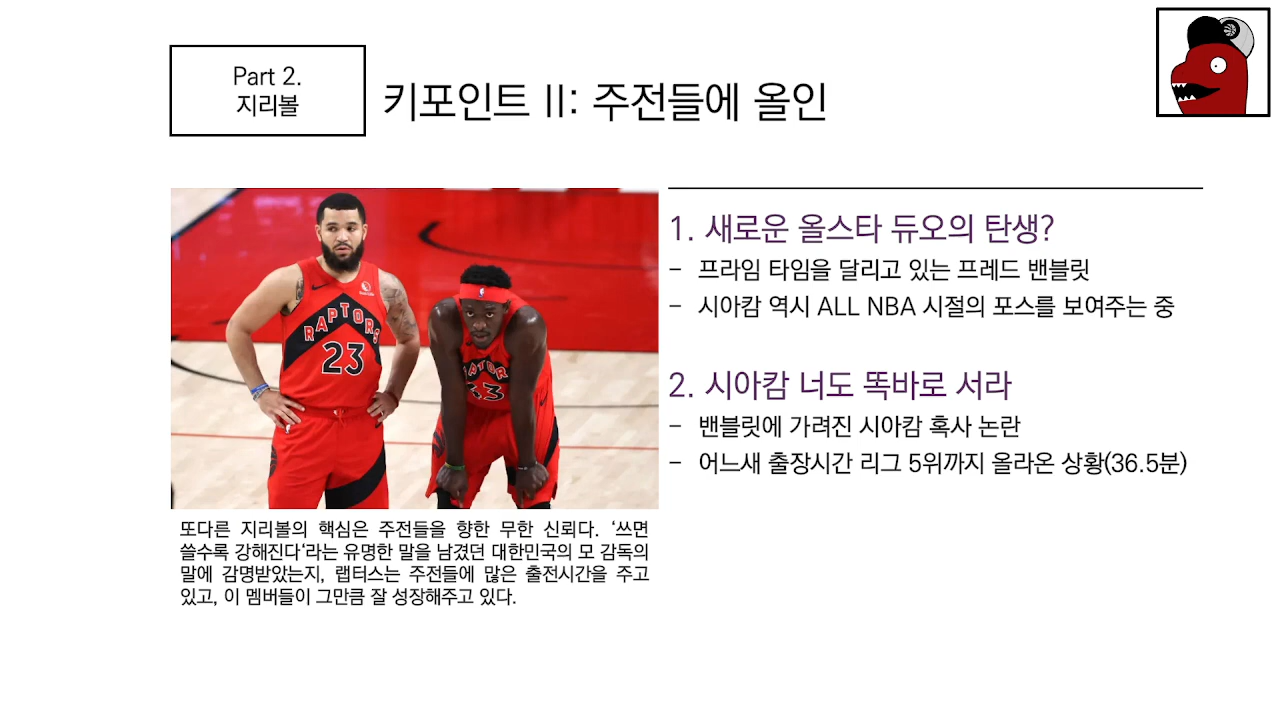 Part 2.
지리볼
키포인트 II: 주전들에 올인
RAPTORS
23
43
1. 새로운 올스타 듀오의 탄생?
- 프라임 타임을 달리고 있는 프레드 밴블릿
- 시아캄 역시 ALL NBA 시절의 포스를 보여주는 중
2. 시아캄 너도 똑바로 서라
- 밴블릿에 가려진 시아캄 혹사 논란
- 어느새 출장시간 리그 5위까지 올라온 상황(36.5분)
또다른 지리볼의 핵심은 주전들을 향한 무한 신뢰다. ‘쓰면
쓸수록 강해진다‘라는 유명한 말을 남겼던 대한민국의 모 감독의
말에 감명받았는지, 랩터스는 주전들에 많은 출전시간을 주고
있고, 이 멤버들이 그만큼 잘 성장해주고 있다.